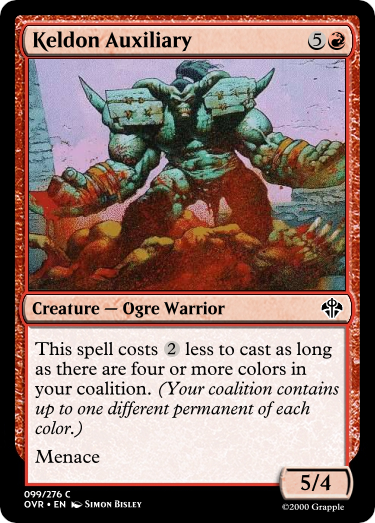 Keldon Auxiliary 5
Creature — Ogre Warrior
This spell costs 2 less to cast as long
as there are four or more colors in
your coalition. (Your coalition contains
up to one different permanent of each
color.)
Menace
5/4
099/276 C
OVR • EN Simon Bisley
©2000 Grapple